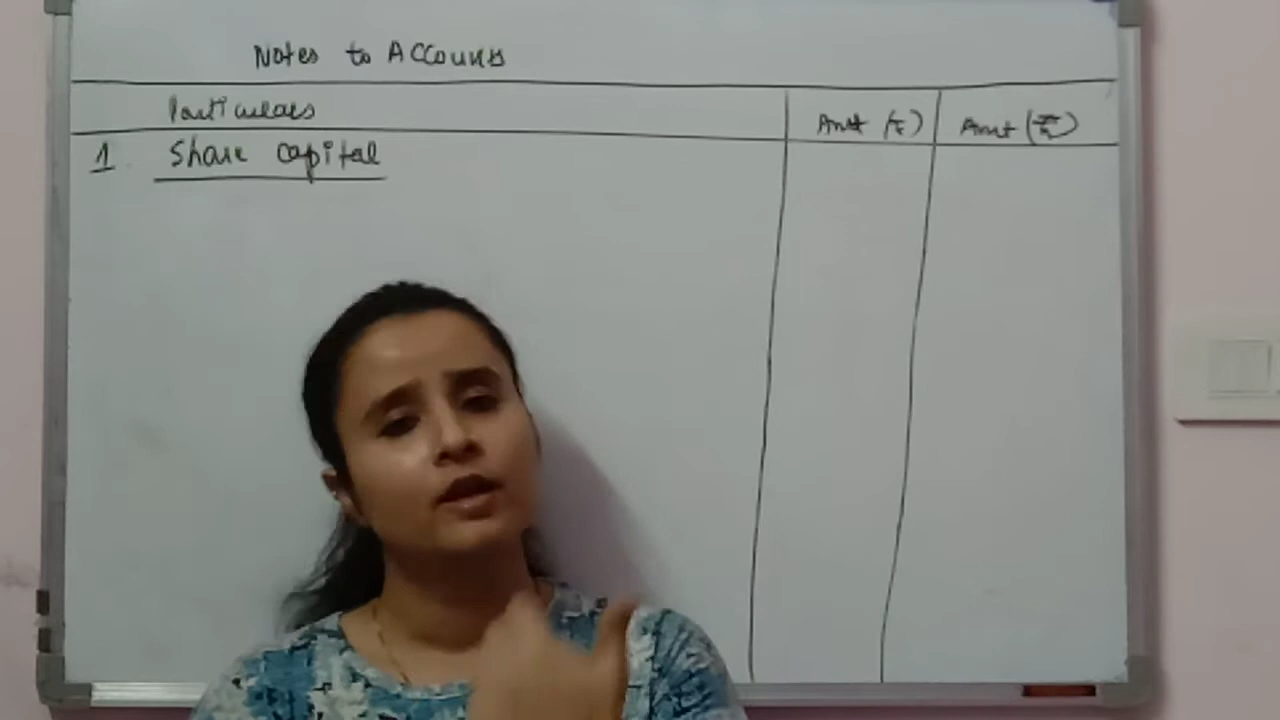 Notes to Accounts
Particulars Amt (₹) Amt (₹)
1. Share capital